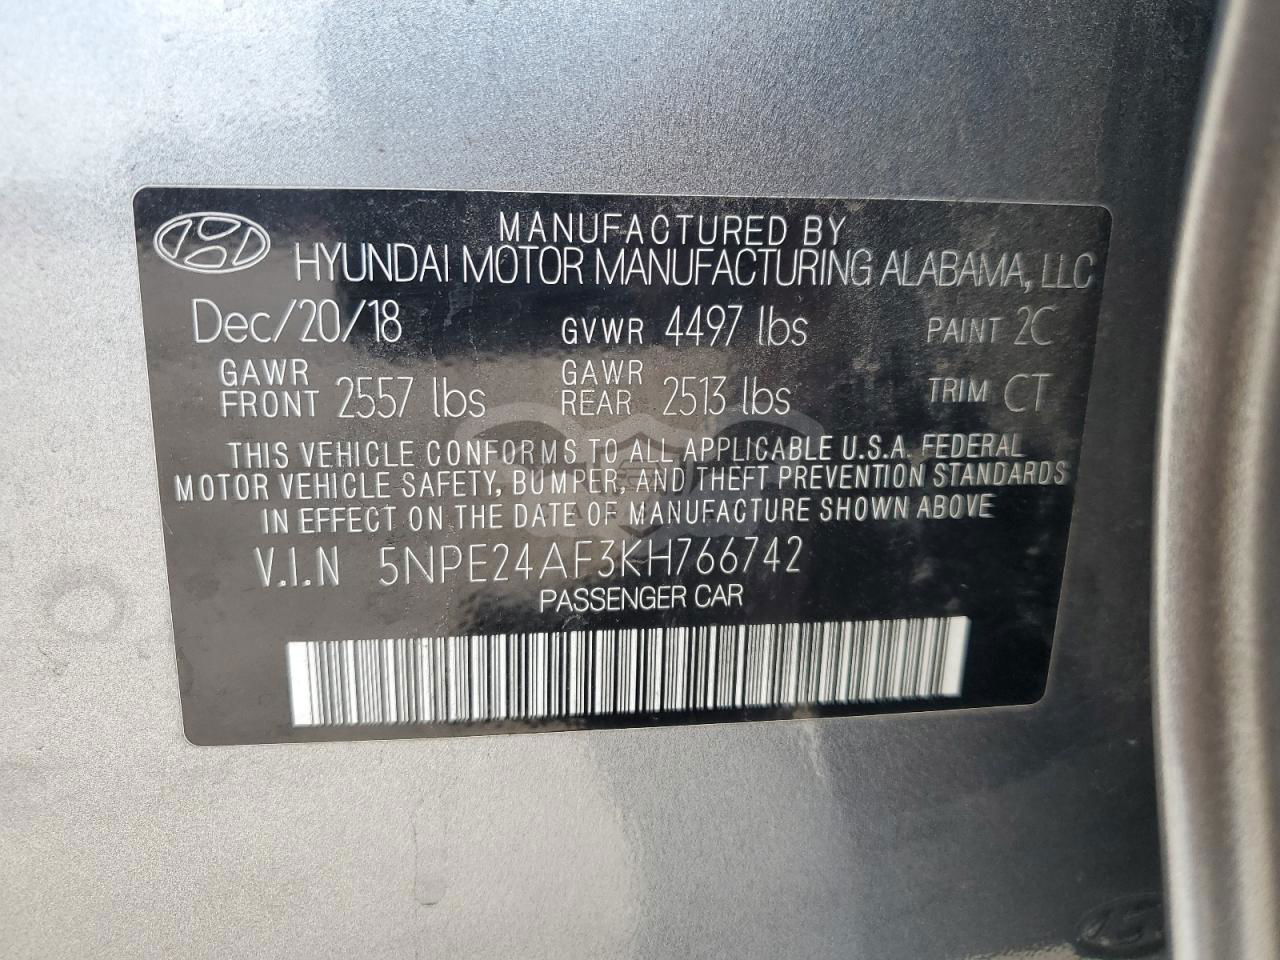 MANUFACTURED BY
HYUNDAI MOTOR MANUFACTURING ALABAMA, LLC
Dec/20/18 GVWR 4497 lbs PAINT 2C
GAWR FRONT 2557 lbs GAWR REAR 2513 lbs TRIM CT
THIS VEHICLE CONFORMS TO ALL APPLICABLE U.S.A. FEDERAL
MOTOR VEHICLE SAFETY, BUMPER, AND THEFT PREVENTION STANDARDS
IN EFFECT ON THE DATE OF MANUFACTURE SHOWN ABOVE
V.I.N 5NPE24AF3KH766742
PASSENGER CAR